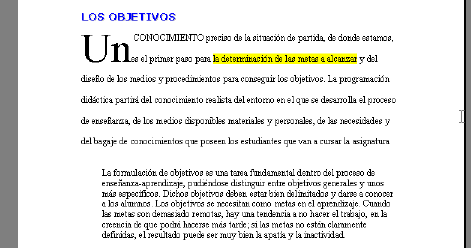 LOS OBJETIVOS
Un CONOCIMIENTO preciso de la situación de partida, de donde estamos,
es el primer paso para la determinación de las metas a alcanzar y del
diseño de los medios y procedimientos para conseguir los objetivos. La programación
didáctica partirá del conocimiento realista del entorno en el que se desarrolla el proceso
de enseñanza, de los medios disponibles materiales y personales, de las necesidades y
del bagaje de conocimientos que poseen los estudiantes que van a cursar la asignatura
La formulación de objetivos es una tarea fundamental dentro del proceso de
enseñanza-aprendizaje, pudiéndose distinguir entre objetivos generales y unos
más específicos. Dichos objetivos deben estar bien delimitados y darse a conocer
a los alumnos. Los objetivos se necesitan como metas en el aprendizaje. Cuando
las metas son demasiado remotas, hay una tendencia a no hacer el trabajo, en la
creencia de que podrá hacerse más tarde; si las metas no están claramente
definidas, el resultado puede ser muy bien la apatía y la inactividad.